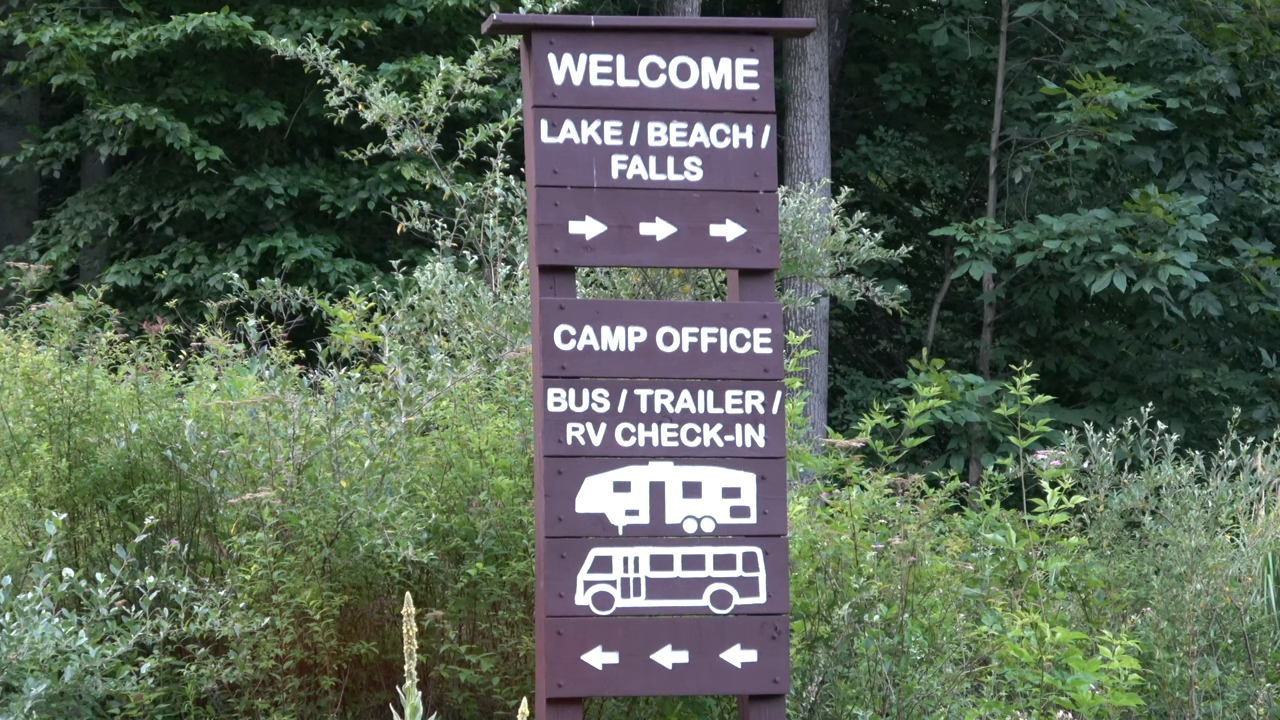 WELCOME
LAKE / BEACH /
FALLS
CAMP OFFICE
BUS / TRAILER /
RV CHECK-IN